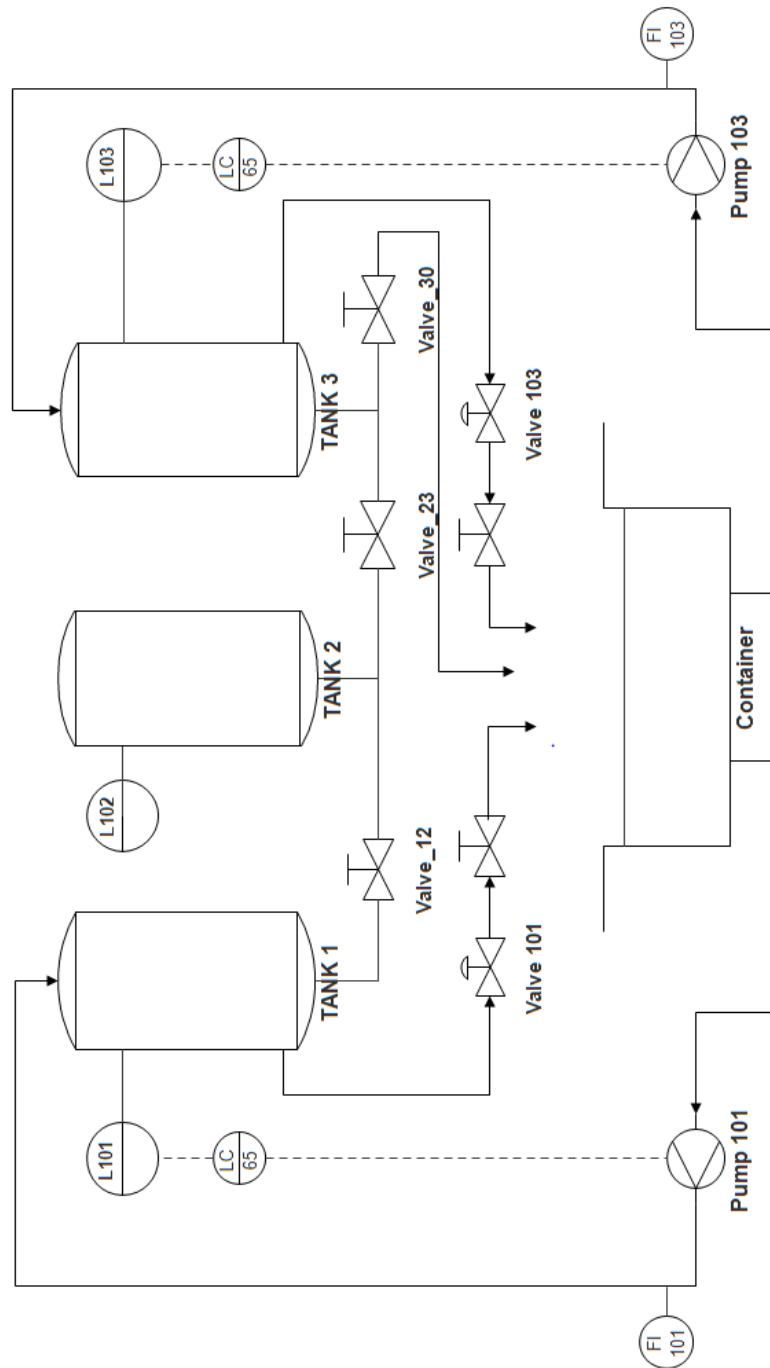 L101
LC
65
FI
101
Pump 101
TANK 1
Valve 101
Valve_12
L102
TANK 2
Valve_23
TANK 3
Valve_30
Valve 103
L103
LC
65
FI
103
Pump 103
Container